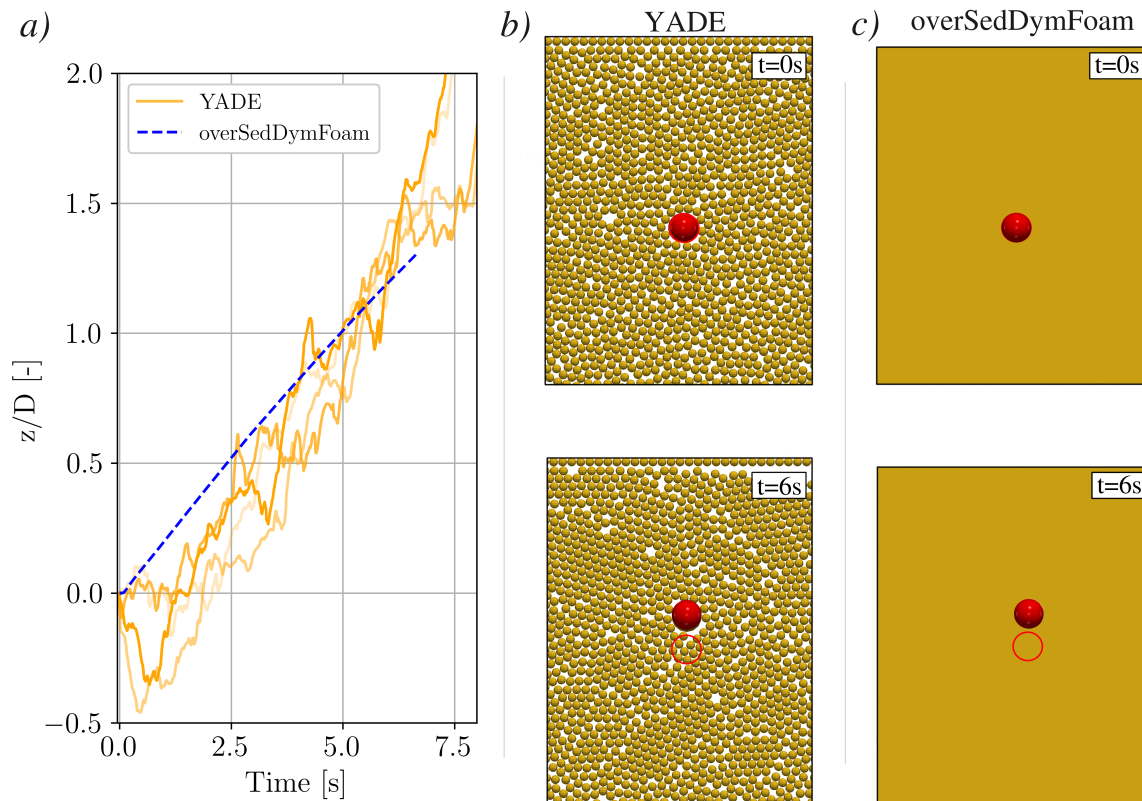 a)
b)
YADE
c)
overSedDymFoam
2.0
1.5
1.0
0.5
0.0
−0.5
z/D [-]
YADE
overSedDymFoam
0.0
2.5
5.0
7.5
Time [s]
t=0s
t=0s
t=6s
t=6s